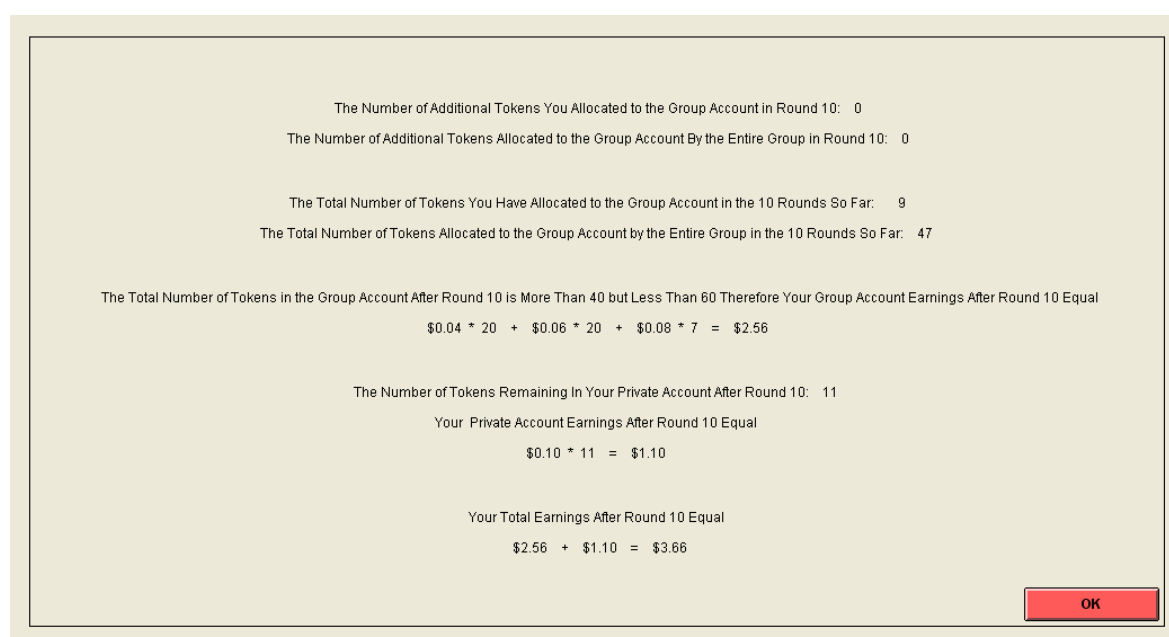 The Number of Additional Tokens You Allocated to the Group Account in Round 10: 0
The Number of Additional Tokens Allocated to the Group Account By the Entire Group in Round 10: 0
The Total Number of Tokens You Have Allocated to the Group Account in the 10 Rounds So Far: 9
The Total Number of Tokens Allocated to the Group Account by the Entire Group in the 10 Rounds So Far: 47
The Total Number of Tokens in the Group Account After Round 10 is More Than 40 but Less Than 60 Therefore Your Group Account Earnings After Round 10 Equal
$0.04 * 20 + $0.06 * 20 + $0.08 * 7 = $2.56
The Number of Tokens Remaining In Your Private Account After Round 10: 11
Your Private Account Earnings After Round 10 Equal
$0.10 * 11 = $1.10
Your Total Earnings After Round 10 Equal
$2.56 + $1.10 = $3.66
OK